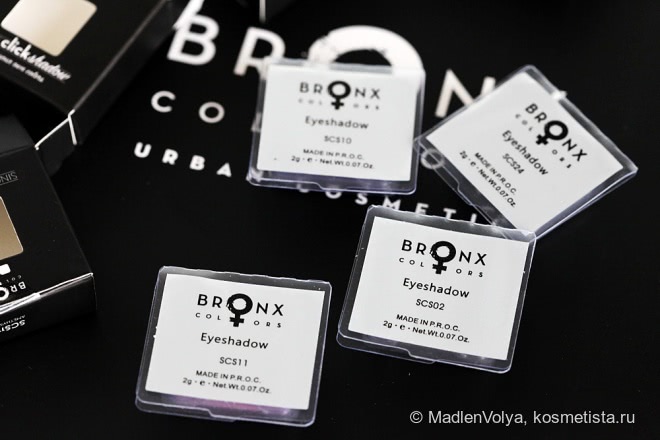 clickshadow
BRONX
CO
URBAN COSMETI
BRONX
COLORS
Eyeshadow
SCS10
MADE IN P.R.O.C.
2g · e · Net.Wt.0.07.Oz.
BRONX
COLORS
Eyeshadow
SCS24
MADE IN P.R.O.C.
2g · e · Net.Wt.0.07.Oz.
BRONX
COLORS
Eyeshadow
SCS02
MADE IN P.R.O.C.
2g · e · Net.Wt.0.07.Oz.
BRONX
COLORS
Eyeshadow
SCS11
MADE IN P.R.O.C.
2g · e · Net.Wt.0.07.Oz.
© MadlenVolya, kosmetista.ru